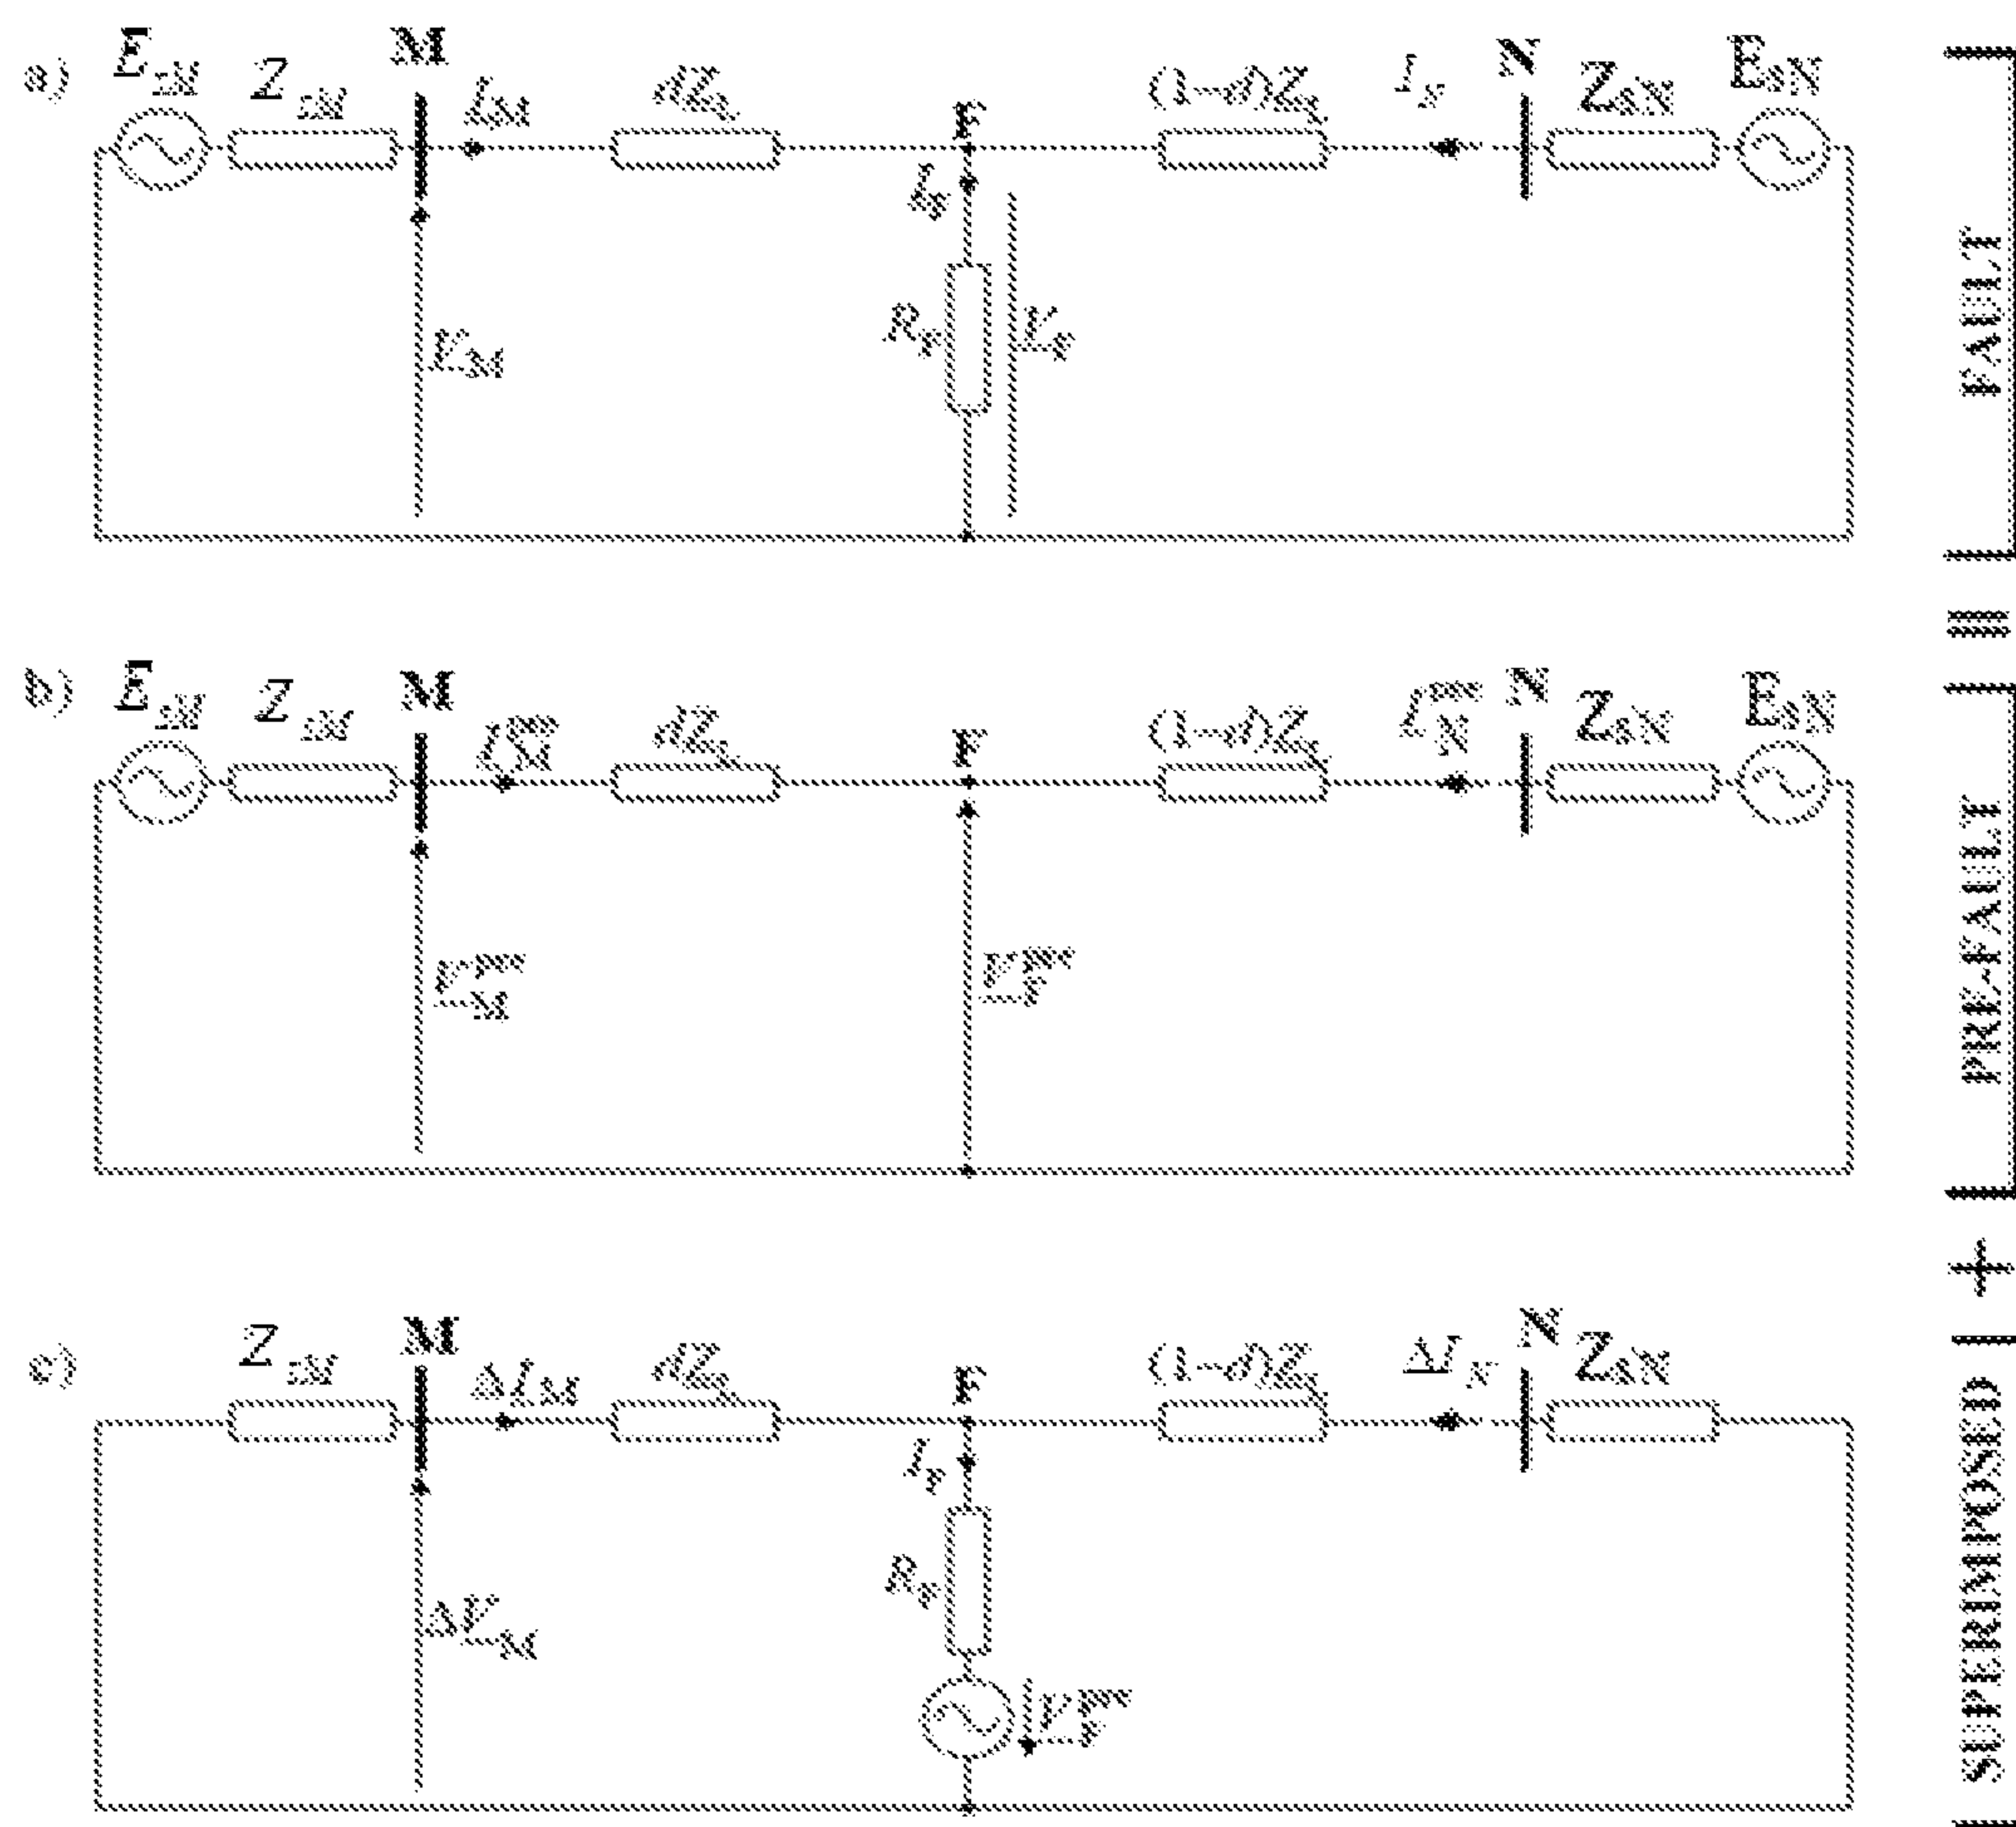 a) E_sM Z_sM M I_M dZ_L F (1-d)Z_L I_N N Z_sN E_sN
I_F
R_F V_F
V_M
FAULT
≡
b) E_sM Z_sM M I_M^pre dZ_L F (1-d)Z_L I_N^pre N Z_sN E_sN
V_M^pre V_F^pre
PRE-FAULT
+
c) Z_sM M ΔI_M dZ_L F (1-d)Z_L ΔI_N N Z_sN
I_F
R_F
ΔV_M
V_F^pre
SUPERIMPOSED